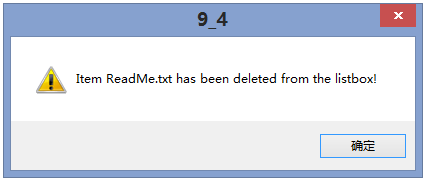 9_4
Item ReadMe.txt has been deleted from the listbox!
确定